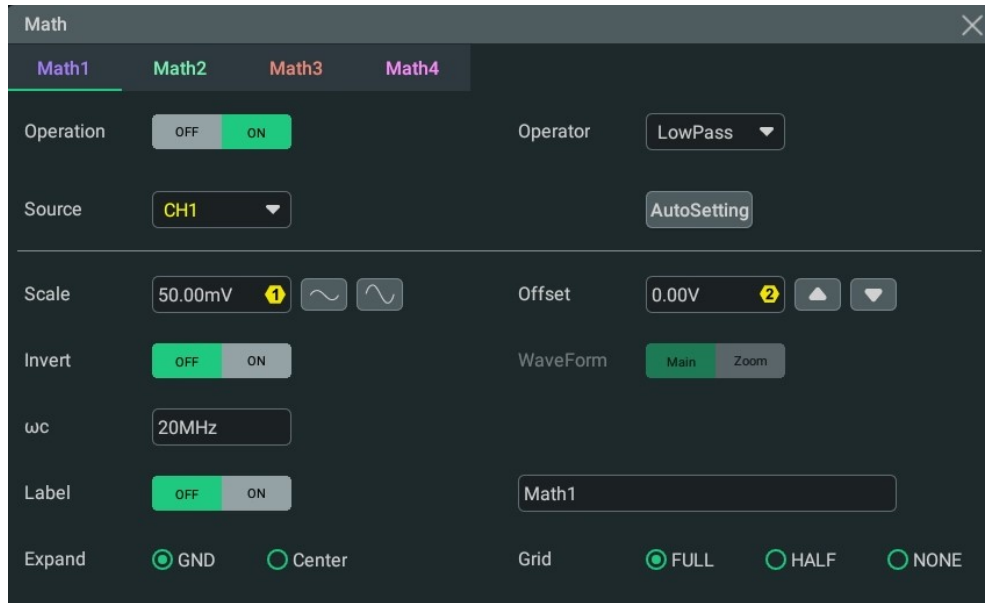 Math
Math1 Math2 Math3 Math4
Operation OFF ON Operator LowPass
Source CH1 AutoSetting
Scale 50.00mV 1 Offset 0.00V 2
Invert OFF ON WaveForm Main Zoom
ωc 20MHz
Label OFF ON Math1
Expand GND Center Grid FULL HALF NONE